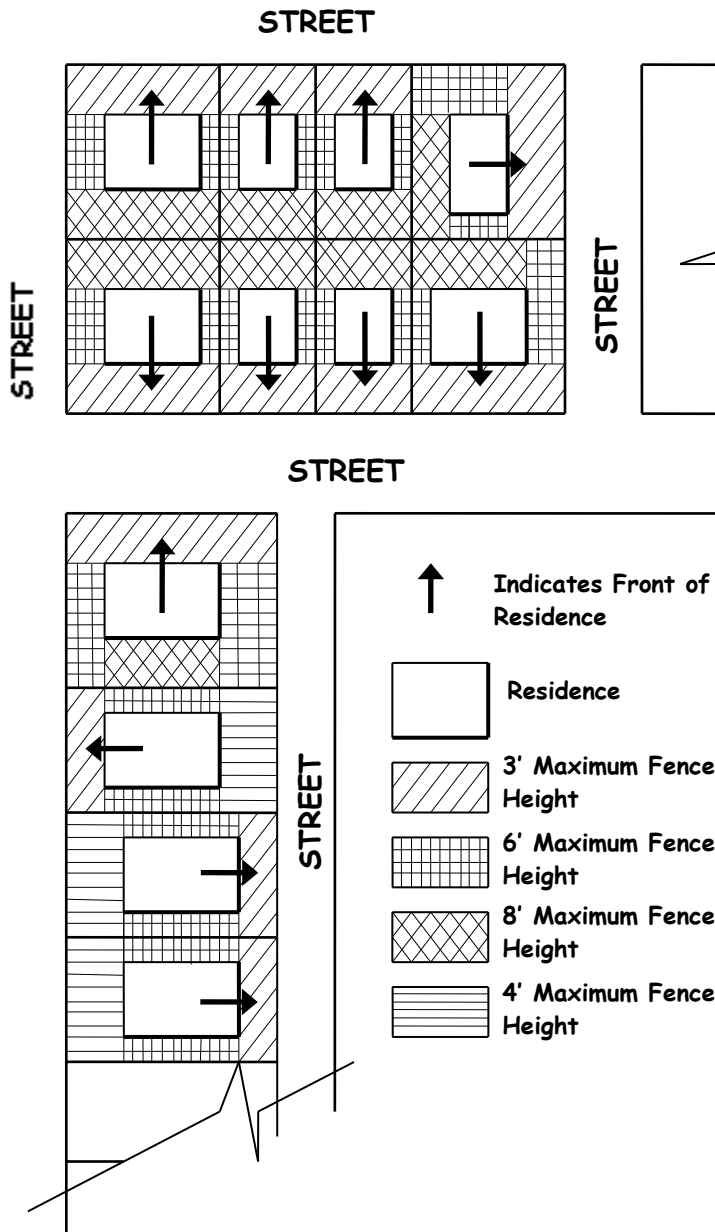 STREET
STREET
STREET
STREET
Indicates Front of
Residence
Residence
STREET
3' Maximum Fence
Height
6' Maximum Fence
Height
8' Maximum Fence
Height
4' Maximum Fence
Height